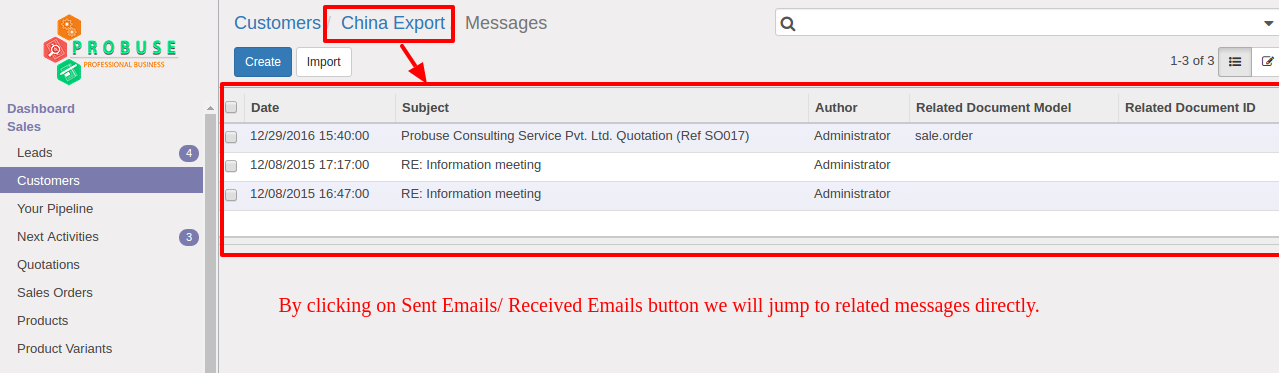 PROBUSE
PROFESSIONAL BUSINESS
Dashboard
Sales
Leads 4
Customers
Your Pipeline
Next Activities 3
Quotations
Sales Orders
Products
Product Variants
Customers / China Export Messages
Create Import
1-3 of 3
Date Subject Author Related Document Model Related Document ID
12/29/2016 15:40:00 Probuse Consulting Service Pvt. Ltd. Quotation (Ref SO017) Administrator sale.order
12/08/2015 17:17:00 RE: Information meeting Administrator
12/08/2015 16:47:00 RE: Information meeting Administrator
By clicking on Sent Emails/ Received Emails button we will jump to related messages directly.